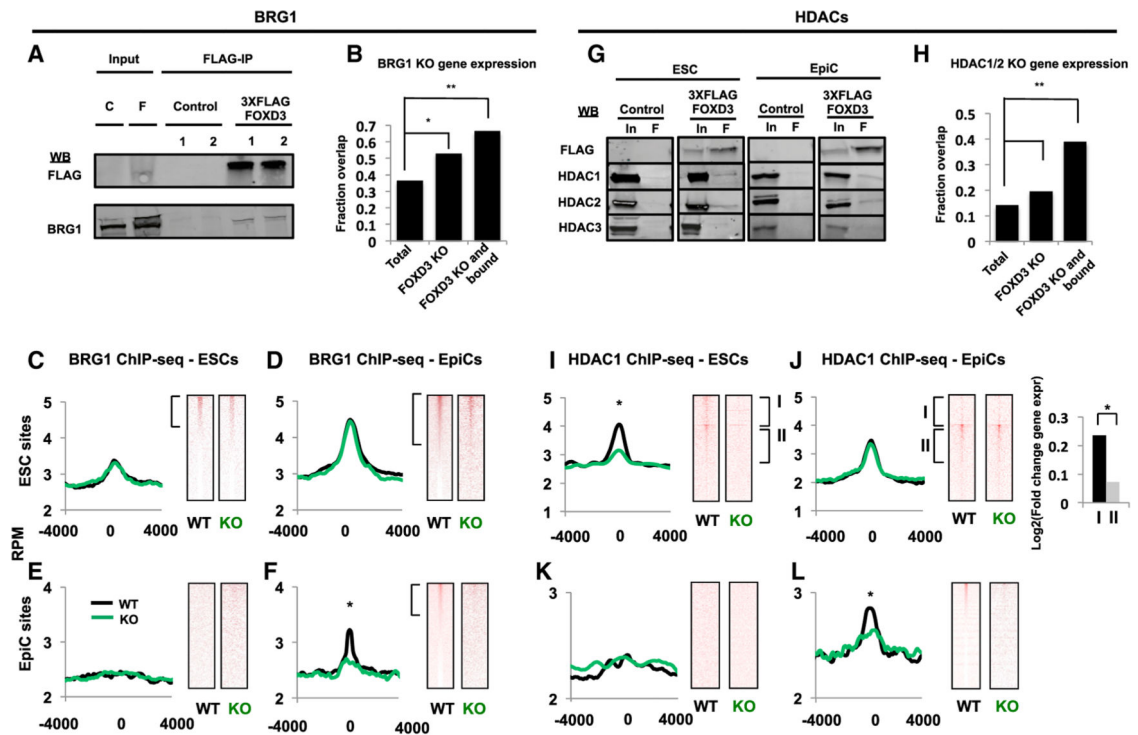 BRG1
HDACs
A
Input
FLAG-IP
C
F
Control
3XFLAG
FOXD3
1
2
1
2
WB
FLAG
BRG1
B
BRG1 KO gene expression
**
*
Fraction overlap
0.7
0.6
0.5
0.4
0.3
0.2
0.1
0
Total
FOXD3 KO
FOXD3 KO and
bound
G
ESC
EpiC
WB
Control
3XFLAG
FOXD3
Control
3XFLAG
FOXD3
In F
In F
In F
In F
FLAG
HDAC1
HDAC2
HDAC3
H
HDAC1/2 KO gene expression
**
Fraction overlap
0.5
0.4
0.3
0.2
0.1
0
Total
FOXD3 KO
FOXD3 KO and
bound
C
BRG1 ChIP-seq - ESCs
ESC sites
5
4
3
2
-4000
0
4000
WT
KO
D
BRG1 ChIP-seq - EpiCs
5
4
3
2
-4000
0
4000
WT
KO
I
HDAC1 ChIP-seq - ESCs
*
5
4
3
2
1
-4000
0
4000
WT
KO
I
II
J
HDAC1 ChIP-seq - EpiCs
5
4
3
2
1
-4000
0
4000
I
II
WT
KO
Log2(Fold change gene expr)
0.3
0.2
0.1
0
*
I II
RPM
E
EpiC sites
4
3
2
WT
KO
-4000
0
4000
WT
KO
F
*
4
3
2
-4000
0
4000
WT
KO
K
3
2
-4000
0
4000
WT
KO
L
*
3
2
-4000
0
4000
WT
KO